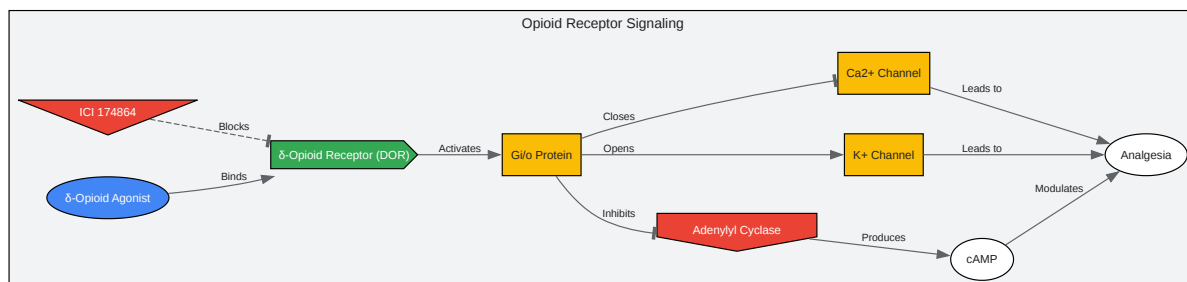 Opioid Receptor Signaling
Ca2+ Channel
Leads to
ICI 174864
Blocks
Closes
δ-Opioid Receptor (DOR)
Activates
Gi/o Protein
Opens
K+ Channel
Leads to
Analgesia
δ-Opioid Agonist
Binds
Modulates
Inhibits
Adenylyl Cyclase
Produces
cAMP